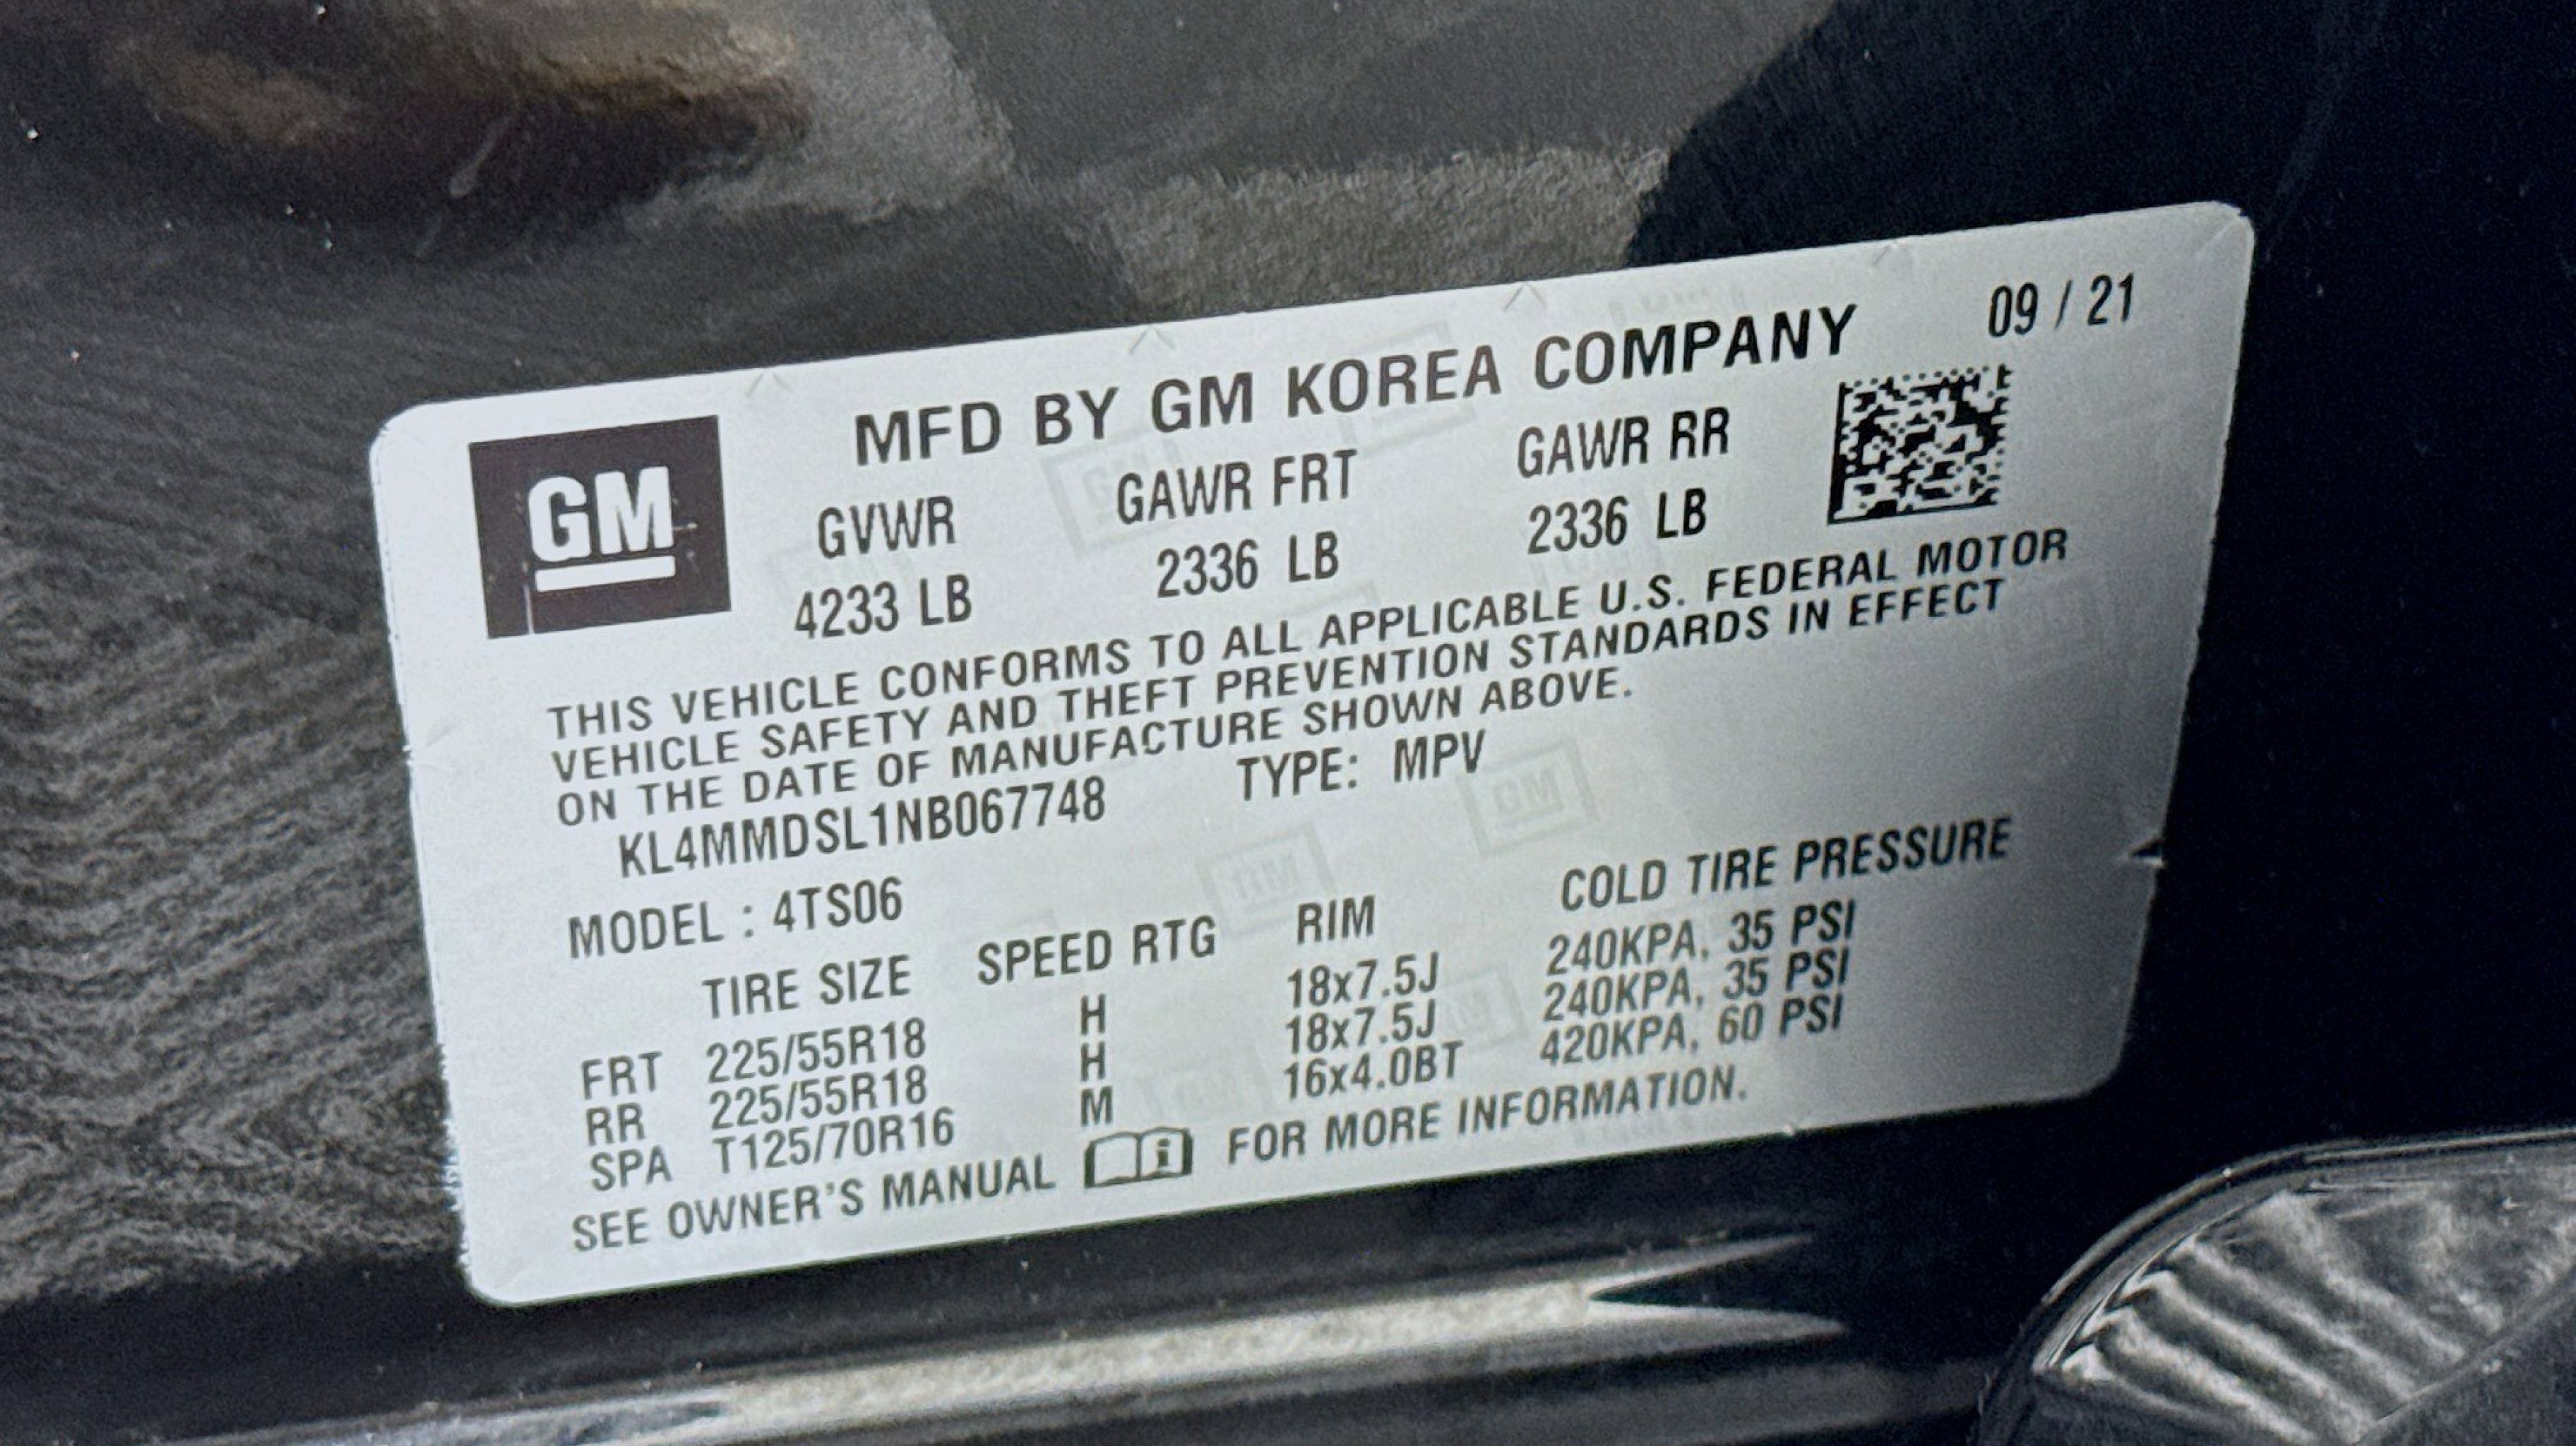 MFD BY GM KOREA COMPANY 09 / 21
GM
GVWR GAWR FRT GAWR RR
4233 LB 2336 LB 2336 LB
THIS VEHICLE CONFORMS TO ALL APPLICABLE U.S. FEDERAL MOTOR
VEHICLE SAFETY AND THEFT PREVENTION STANDARDS IN EFFECT
ON THE DATE OF MANUFACTURE SHOWN ABOVE.
KL4MMDSL1NB067748 TYPE: MPV
MODEL : 4TS06
TIRE SIZE SPEED RTG RIM COLD TIRE PRESSURE
FRT 225/55R18 H 18x7.5J 240KPA, 35 PSI
RR 225/55R18 H 18x7.5J 240KPA, 35 PSI
SPA T125/70R16 M 16x4.0BT 420KPA, 60 PSI
SEE OWNER'S MANUAL FOR MORE INFORMATION.